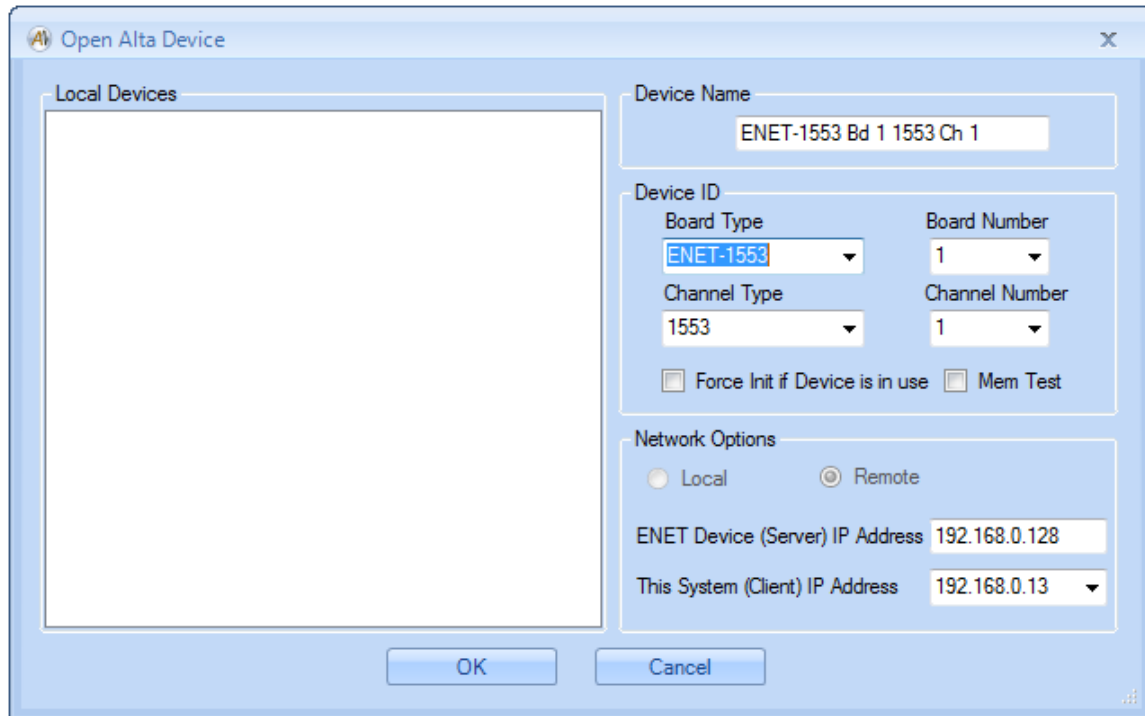 Open Alta Device
Local Devices
Device Name
ENET-1553 Bd 1 1553 Ch 1
Device ID
Board Type Board Number
ENET-1553 1
Channel Type Channel Number
1553 1
Force Init if Device is in use Mem Test
Network Options
Local Remote
ENET Device (Server) IP Address 192.168.0.128
This System (Client) IP Address 192.168.0.13
OK Cancel